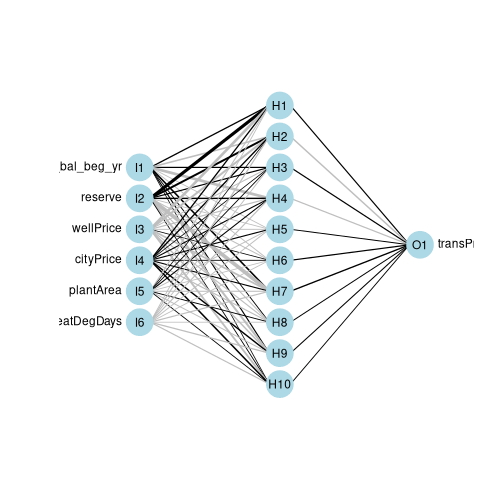 bal_beg_yr
reserve
wellPrice
cityPrice
plantArea
eatDegDays
I1
I2
I3
I4
I5
I6
H1
H2
H3
H4
H5
H6
H7
H8
H9
H10
O1
transPr